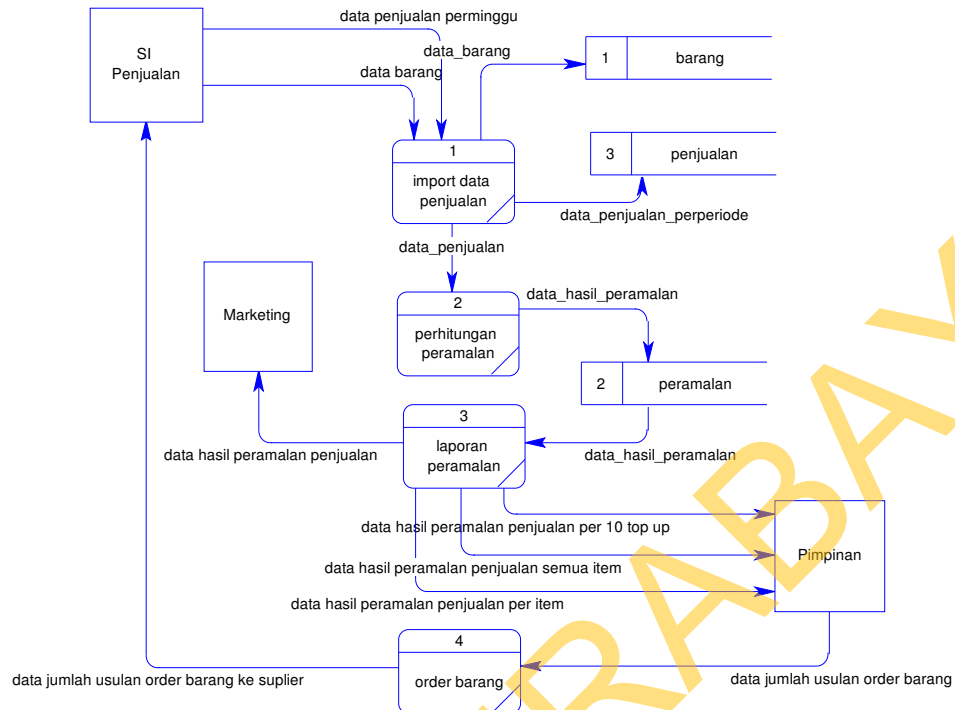 data penjualan perminggu
SI
Penjualan
data_barang
data barang
1
barang
1
import data
penjualan
3
penjualan
data_penjualan_perperiode
data_penjualan
Marketing
2
perhitungan
peramalan
data_hasil_peramalan
2
peramalan
3
laporan
peramalan
data hasil peramalan penjualan
data_hasil_peramalan
data hasil peramalan penjualan per 10 top up
Pimpinan
data hasil peramalan penjualan semua item
data hasil peramalan penjualan per item
4
order barang
data jumlah usulan order barang ke suplier
data jumlah usulan order barang
RABAY